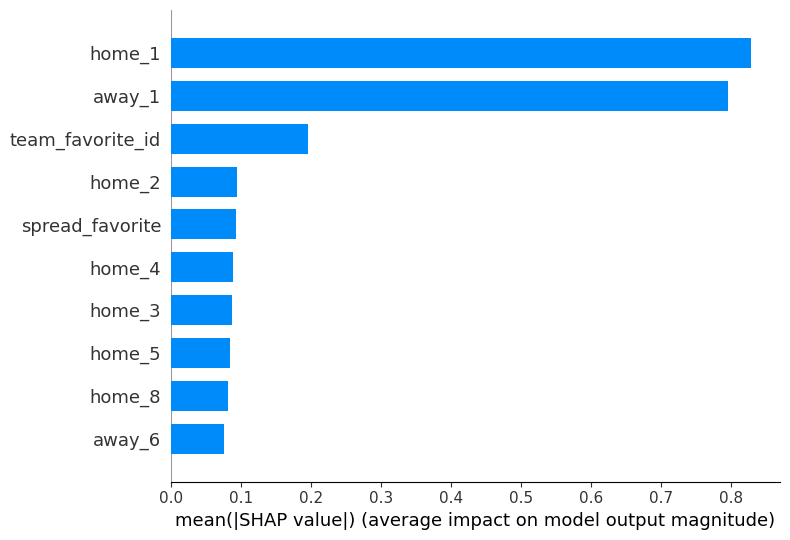 home_1
away_1
team_favorite_id
home_2
spread_favorite
home_4
home_3
home_5
home_8
away_6
0.0 0.1 0.2 0.3 0.4 0.5 0.6 0.7 0.8
mean(|SHAP value|) (average impact on model output magnitude)